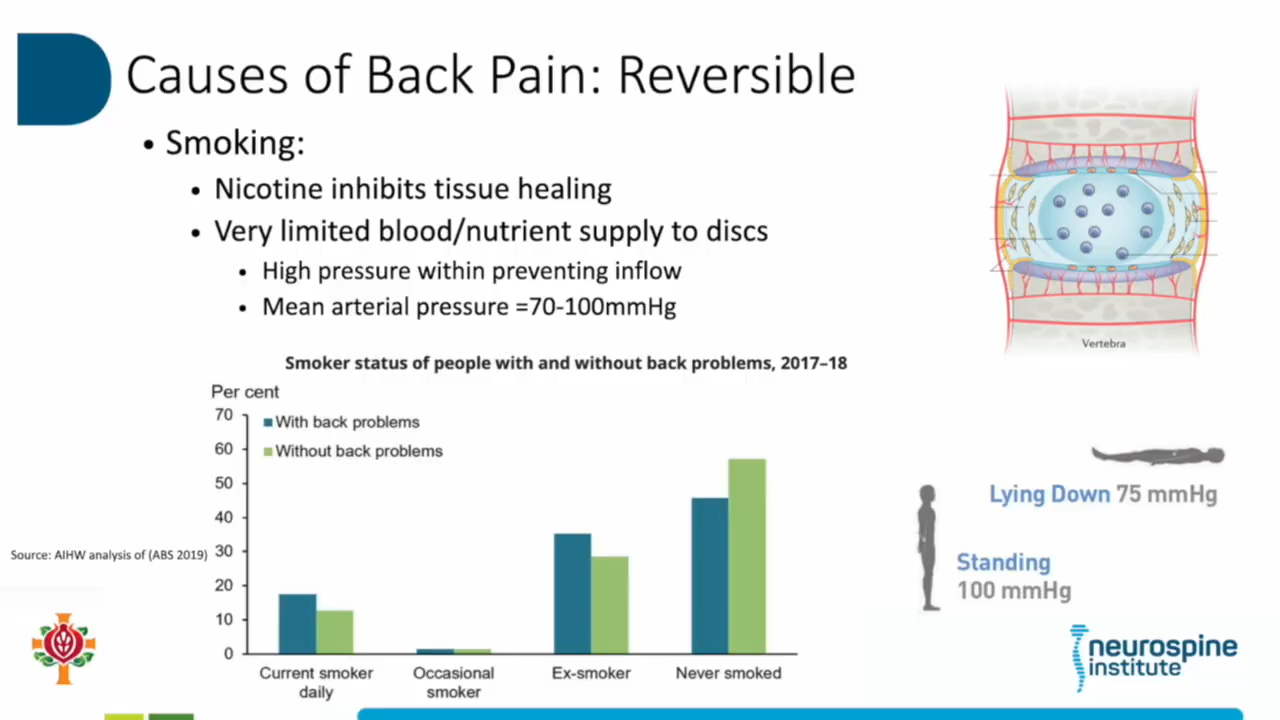 Causes of Back Pain: Reversible
• Smoking:
• Nicotine inhibits tissue healing
• Very limited blood/nutrient supply to discs
• High pressure within preventing inflow
• Mean arterial pressure =70-100mmHg
Vertebra
Smoker status of people with and without back problems, 2017–18
Per cent
70
60
50
40
30
20
10
0
With back problems
Without back problems
Current smoker
daily
Occasional
smoker
Ex-smoker
Never smoked
Source: AIHW analysis of (ABS 2019)
Lying Down 75 mmHg
Standing
100 mmHg
neurospine
institute